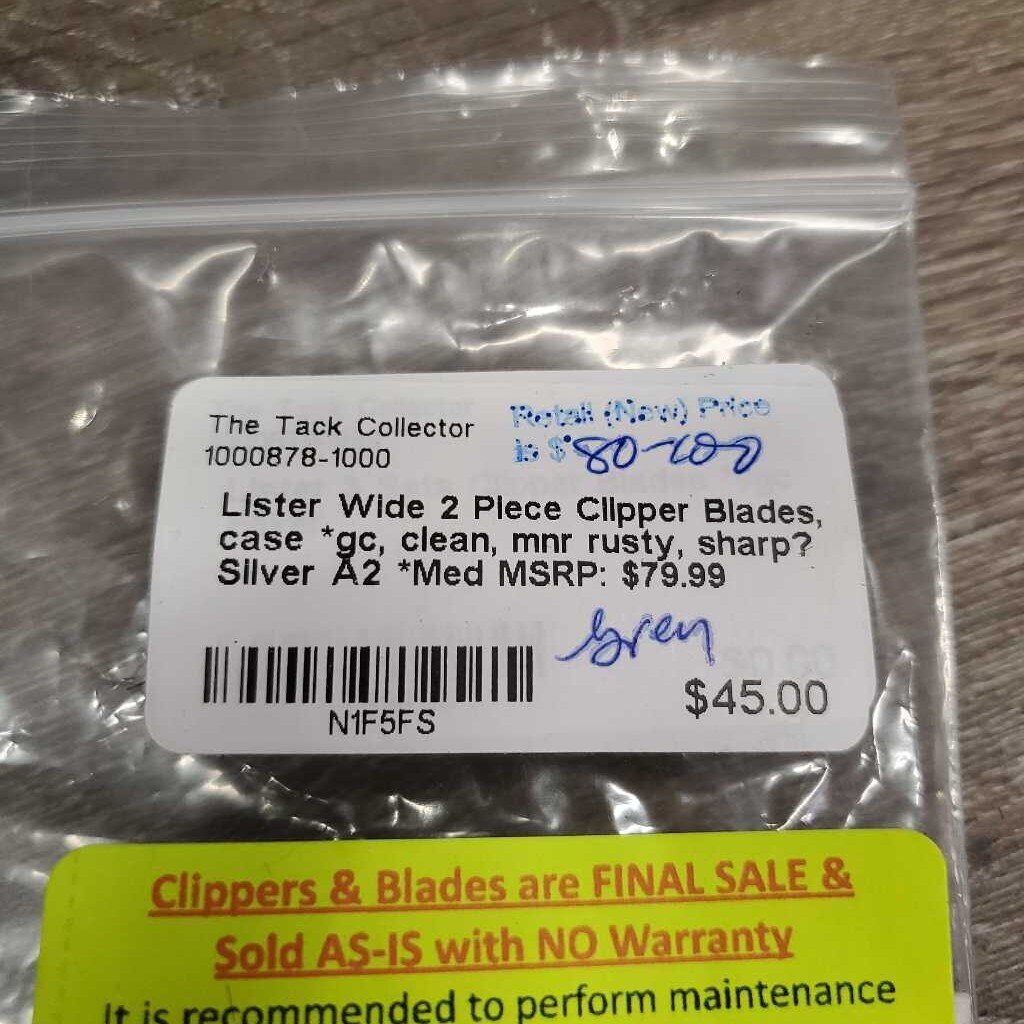 The Tack Collector
1000878-1000
Retail (New) Price
is $ 80-100
Lister Wide 2 Piece Clipper Blades,
case *gc, clean, mnr rusty, sharp?
Silver A2 *Med MSRP: $79.99
Grey
N1F5FS
$45.00
Clippers & Blades are FINAL SALE &
Sold AS-IS with NO Warranty
It is recommended to perform maintenance